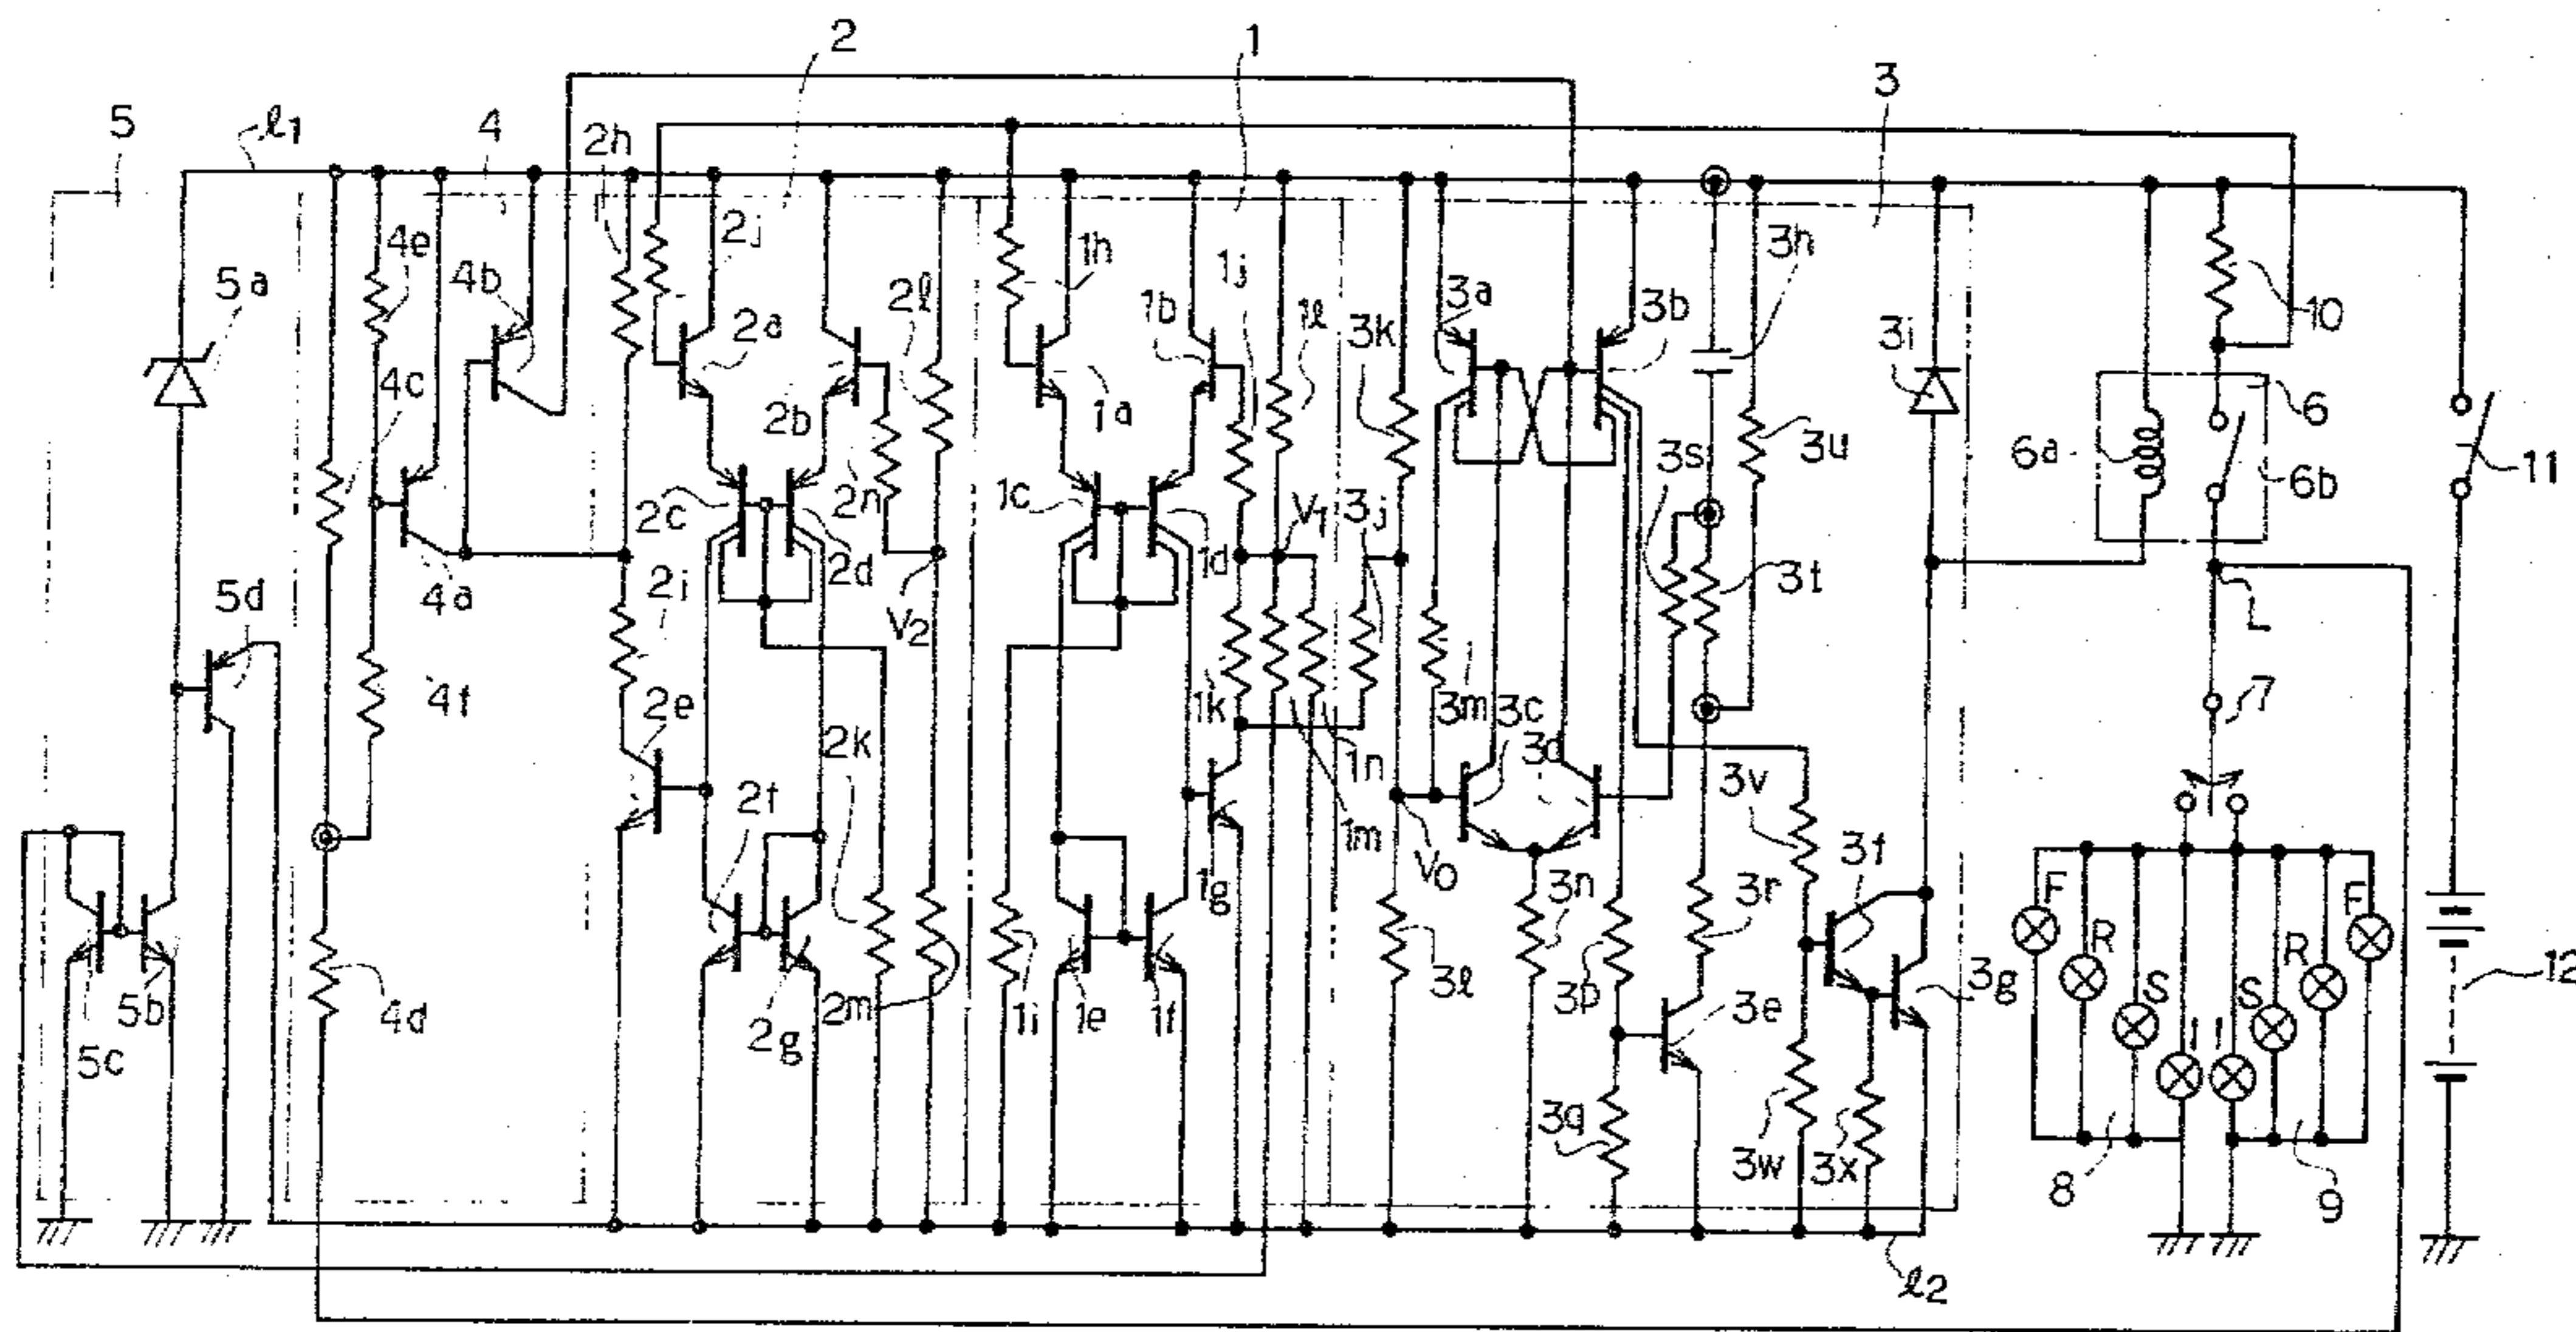 2
1
3
5
l1
4
2h
2j
4e
4b
1h
1j
3h
5a
2a
2l
1b
1l
3a
3b
3k
3i
10
6
4c
2b
1a
3s
3u
6a
6b
11
2c
2n
1c
V1
3j
2d
1d
3t
5d
4a
2i
V2
L
4f
2e
1k
3m
3c
3d
7
2k
1n
3v
2f
1m
V0
3f
1g
3n
3r
F
R
S
I
I
S
R
F
5b
4d
2m
1i
3l
3p
3e
3g
12
5c
2g
1e
1f
3q
3w
3x
8
9
l2